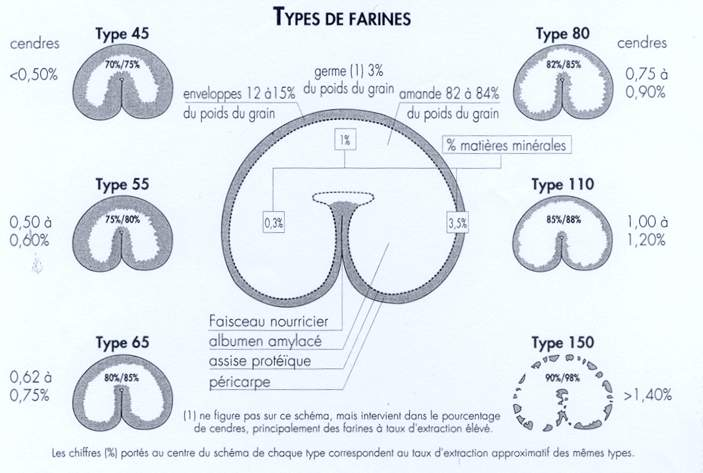 TYPES DE FARINES
Type 45
cendres
<0,50%
70%/75%
Type 80
cendres
0,75 à
0,90%
82%/85%
germe (1) 3%
du poids du grain
enveloppes 12 à15%
du poids du grain
amande 82 à 84%
du poids du grain
1%
% matières minérales
0,3%
3,5%
Type 55
0,50 à
0,60%
75%/80%
Type 110
1,00 à
1,20%
85%/88%
Faisceau nourricier
albumen amylacé
assise protéïque
péricarpe
Type 65
0,62 à
0,75%
80%/85%
Type 150
>1,40%
90%/98%
(1) ne figure pas sur ce schéma, mais intervient dans le pourcentage
de cendres, principalement des farines à taux d'extraction élévé.
Les chiffres (%) portés au centre du schéma de chaque type correspondent au taux d'extraction approximatif des mêmes types.